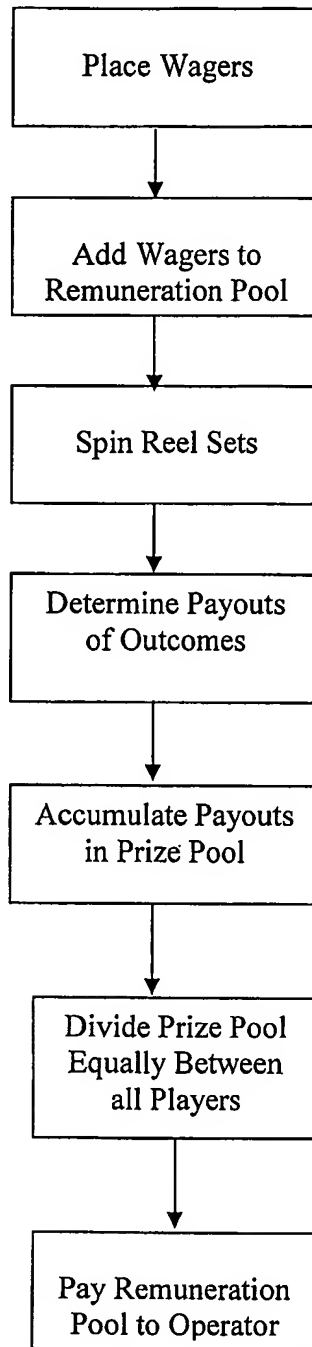 Place Wagers
Add Wagers to
Remuneration Pool
Spin Reel Sets
Determine Payouts
of Outcomes
Accumulate Payouts
in Prize Pool
Divide Prize Pool
Equally Between
all Players
Pay Remuneration
Pool to Operator